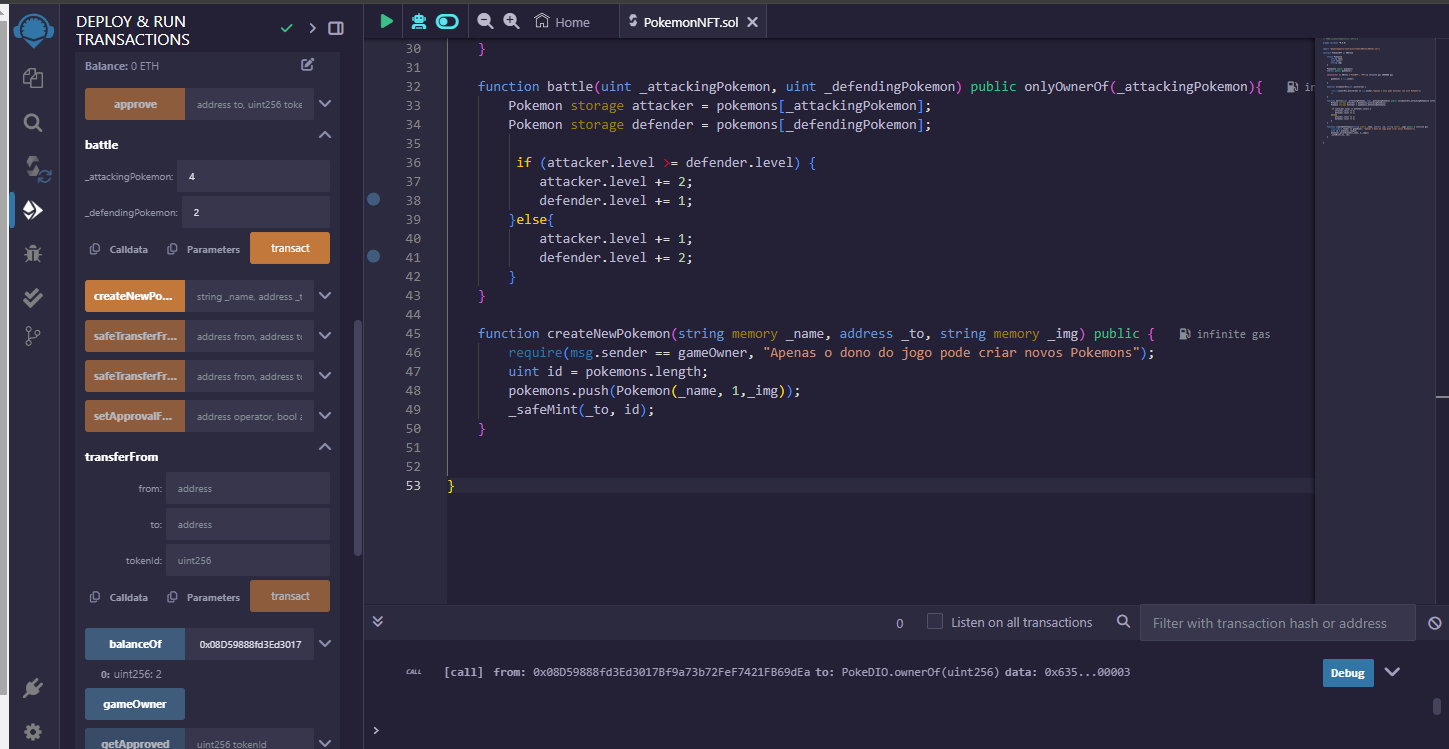 DEPLOY & RUN
TRANSACTIONS
Balance: 0 ETH
approve
address to, uint256 toke
battle
_attackingPokemon:
4
_defendingPokemon:
2
Calldata
Parameters
transact
createNewPo...
string _name, address _t
safeTransferFr...
address from, address to
safeTransferFr...
address from, address to
setApprovalF...
address operator, bool a
transferFrom
from:
address
to:
address
tokenId:
uint256
Calldata
Parameters
transact
balanceOf
0x08D59888fd3Ed3017
0: uint256: 2
gameOwner
getApproved
uint256 tokenId
Home
PokemonNFT.sol
30 }
31
32 function battle(uint _attackingPokemon, uint _defendingPokemon) public onlyOwnerOf(_attackingPokemon){ in
33 Pokemon storage attacker = pokemons[_attackingPokemon];
34 Pokemon storage defender = pokemons[_defendingPokemon];
35
36 if (attacker.level >= defender.level) {
37 attacker.level += 2;
38 defender.level += 1;
39 }else{
40 attacker.level += 1;
41 defender.level += 2;
42 }
43 }
44
45 function createNewPokemon(string memory _name, address _to, string memory _img) public { infinite gas
46 require(msg.sender == gameOwner, "Apenas o dono do jogo pode criar novos Pokemons");
47 uint id = pokemons.length;
48 pokemons.push(Pokemon(_name, 1,_img));
49 _safeMint(_to, id);
50 }
51
52
53 }
0
Listen on all transactions
Filter with transaction hash or address
CALL
[call] from: 0x08D59888fd3Ed3017Bf9a73b72FeF7421FB69dEa to: PokeDIO.ownerOf(uint256) data: 0x635...00003
Debug
>